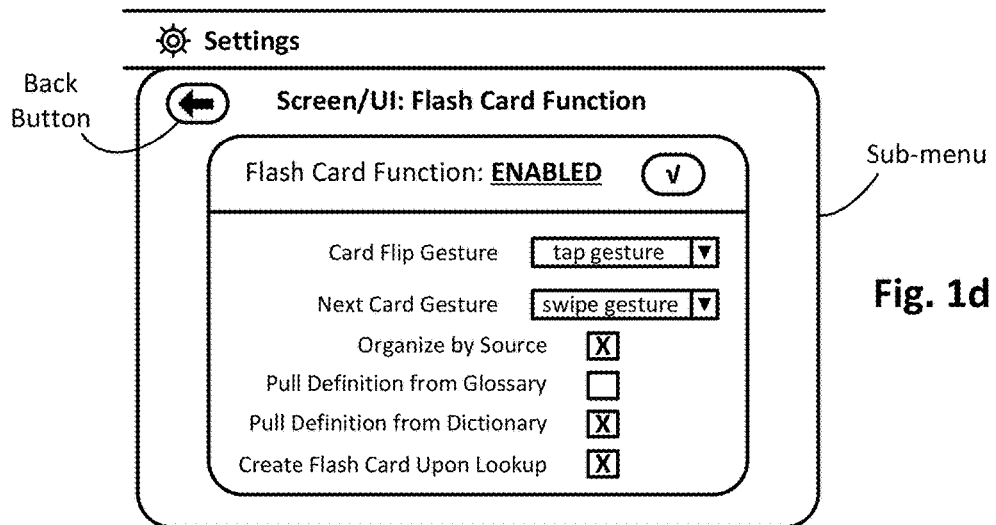 Settings
Back
Button
Screen/UI: Flash Card Function
Sub-menu
Flash Card Function: ENABLED √
Card Flip Gesture tap gesture ▼
Next Card Gesture swipe gesture ▼
Fig. 1d
Organize by Source X
Pull Definition from Glossary
Pull Definition from Dictionary X
Create Flash Card Upon Lookup X